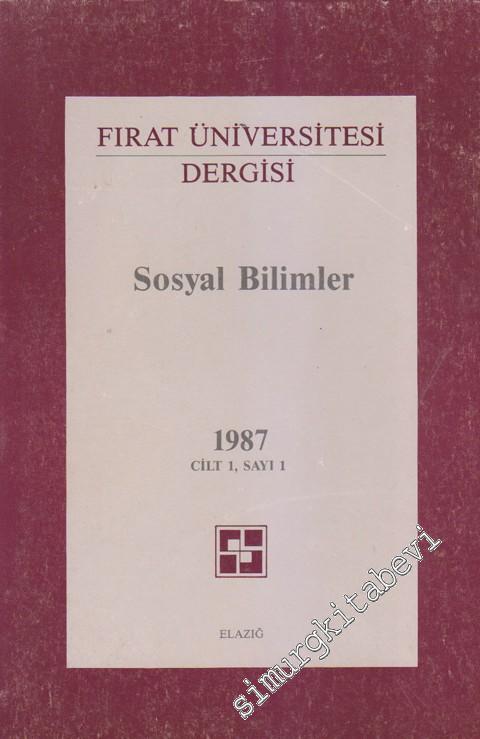 FIRAT ÜNİVERSİTESİ
DERGİSİ
Sosyal Bilimler
1987
CİLT 1, SAYI 1
ELAZIĞ
simurgkitabevi